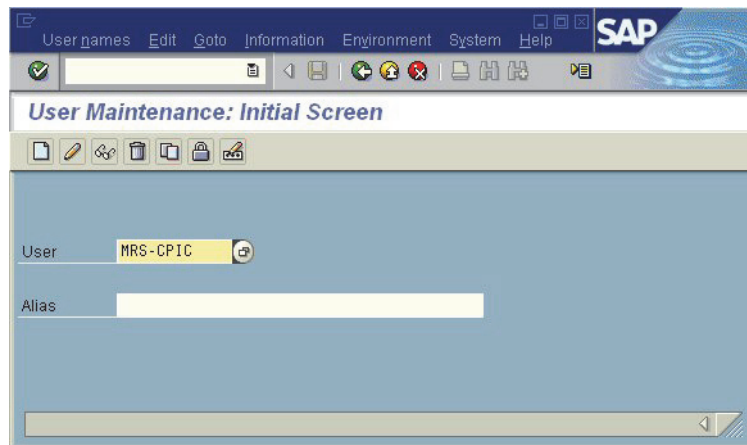 SAP
User names Edit Goto Information Environment System Help
User Maintenance: Initial Screen
User MRS-CPIC
Alias